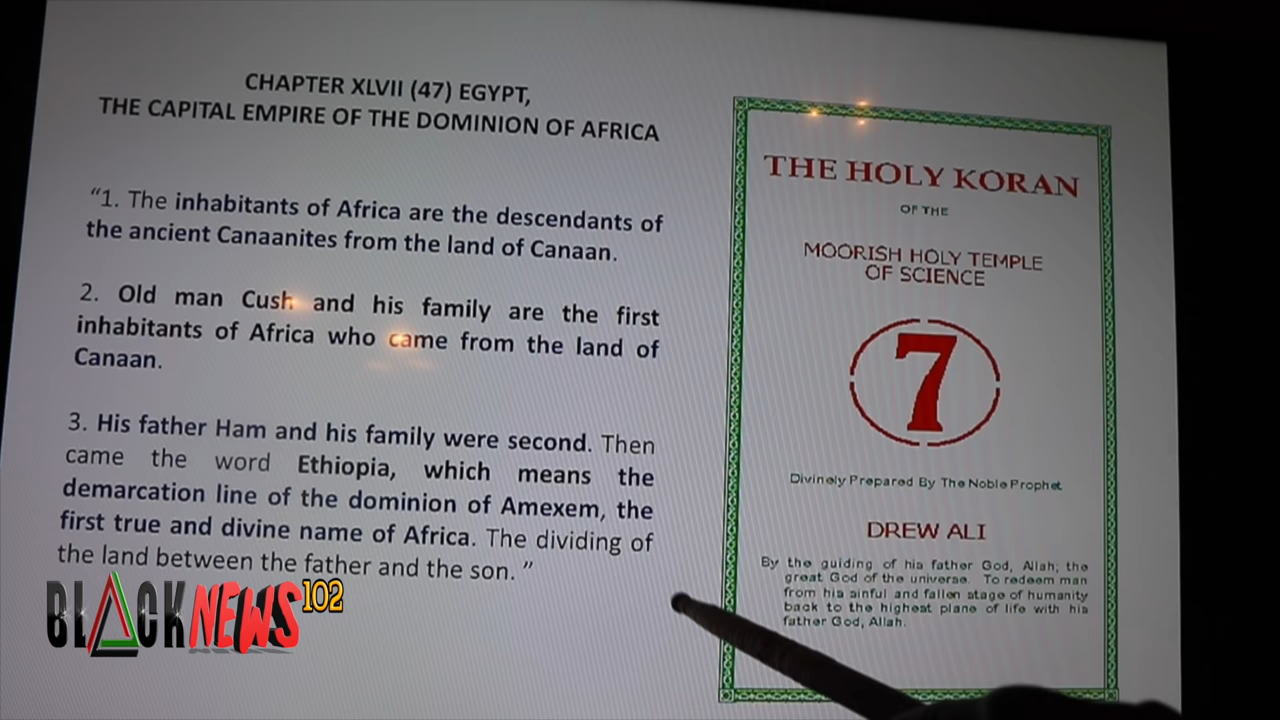 CHAPTER XLVII (47) EGYPT,
THE CAPITAL EMPIRE OF THE DOMINION OF AFRICA
“1. The inhabitants of Africa are the descendants of
the ancient Canaanites from the land of Canaan.
2. Old man Cush and his family are the first
inhabitants of Africa who came from the land of
Canaan.
3. His father Ham and his family were second. Then
came the word Ethiopia, which means the
demarcation line of the dominion of Amexem, the
first true and divine name of Africa. The dividing of
the land between the father and the son. ”
THE HOLY KORAN
OF THE
MOORISH HOLY TEMPLE
OF SCIENCE
7
Divinely Prepared By The Noble Prophet
DREW ALI
By the guiding of his father God, Allah; the
great God of the universe. To redeem man
from his sinful and fallen stage of humanity
back to the highest plane of life with his
father God, Allah.
BLACK NEWS 102